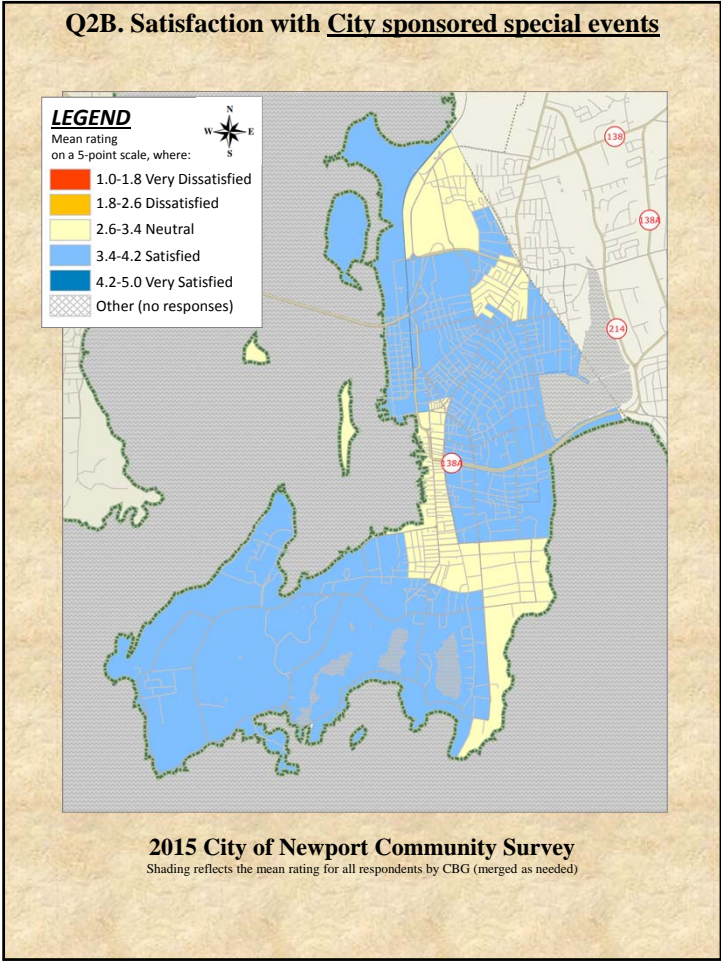 Q2B. Satisfaction with City sponsored special events
LEGEND
Mean rating
on a 5-point scale, where:
1.0-1.8 Very Dissatisfied
1.8-2.6 Dissatisfied
2.6-3.4 Neutral
3.4-4.2 Satisfied
4.2-5.0 Very Satisfied
Other (no responses)
N
W E
S
138
138A
214
138A
2015 City of Newport Community Survey
Shading reflects the mean rating for all respondents by CBG (merged as needed)